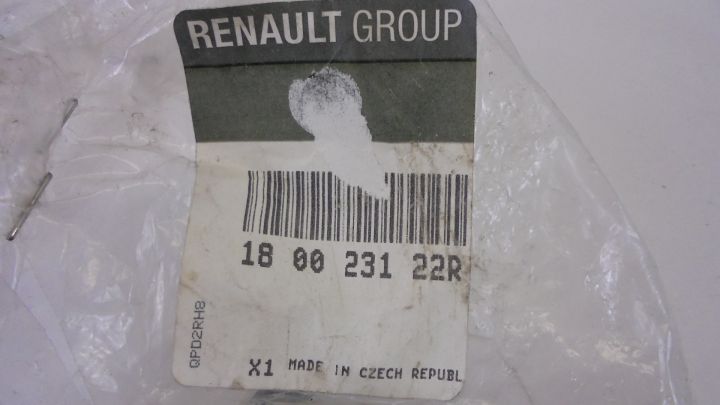 RENAULT GROUP
18 00 231 22R
QPD2RH8
X1 MADE IN CZECH REPUBL